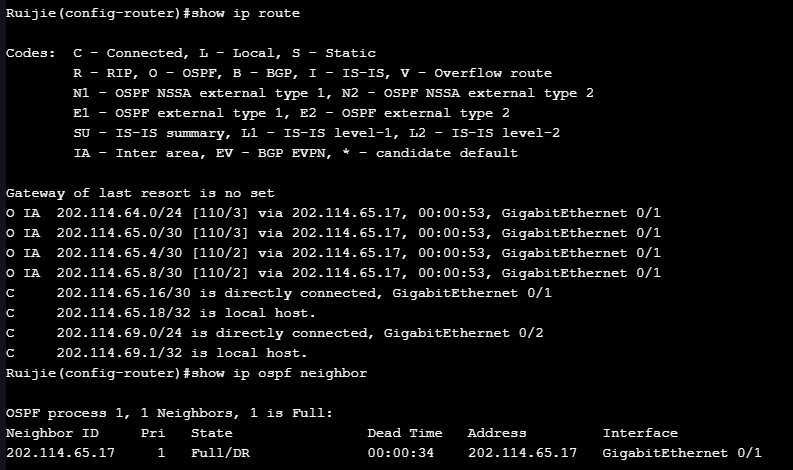 Ruijie(config-router)#show ip route
Codes:  C - Connected, L - Local, S - Static
        R - RIP, O - OSPF, B - BGP, I - IS-IS, V - Overflow route
        N1 - OSPF NSSA external type 1, N2 - OSPF NSSA external type 2
        E1 - OSPF external type 1, E2 - OSPF external type 2
        SU - IS-IS summary, L1 - IS-IS level-1, L2 - IS-IS level-2
        IA - Inter area, EV - BGP EVPN, * - candidate default
Gateway of last resort is no set
O IA  202.114.64.0/24 [110/3] via 202.114.65.17, 00:00:53, GigabitEthernet 0/1
O IA  202.114.65.0/30 [110/3] via 202.114.65.17, 00:00:53, GigabitEthernet 0/1
O IA  202.114.65.4/30 [110/2] via 202.114.65.17, 00:00:53, GigabitEthernet 0/1
O IA  202.114.65.8/30 [110/2] via 202.114.65.17, 00:00:53, GigabitEthernet 0/1
C     202.114.65.16/30 is directly connected, GigabitEthernet 0/1
C     202.114.65.18/32 is local host.
C     202.114.69.0/24 is directly connected, GigabitEthernet 0/2
C     202.114.69.1/32 is local host.
Ruijie(config-router)#show ip ospf neighbor
OSPF process 1, 1 Neighbors, 1 is Full:
Neighbor ID     Pri   State                Dead Time   Address         Interface
202.114.65.17     1   Full/DR              00:00:34    202.114.65.17   GigabitEthernet 0/1